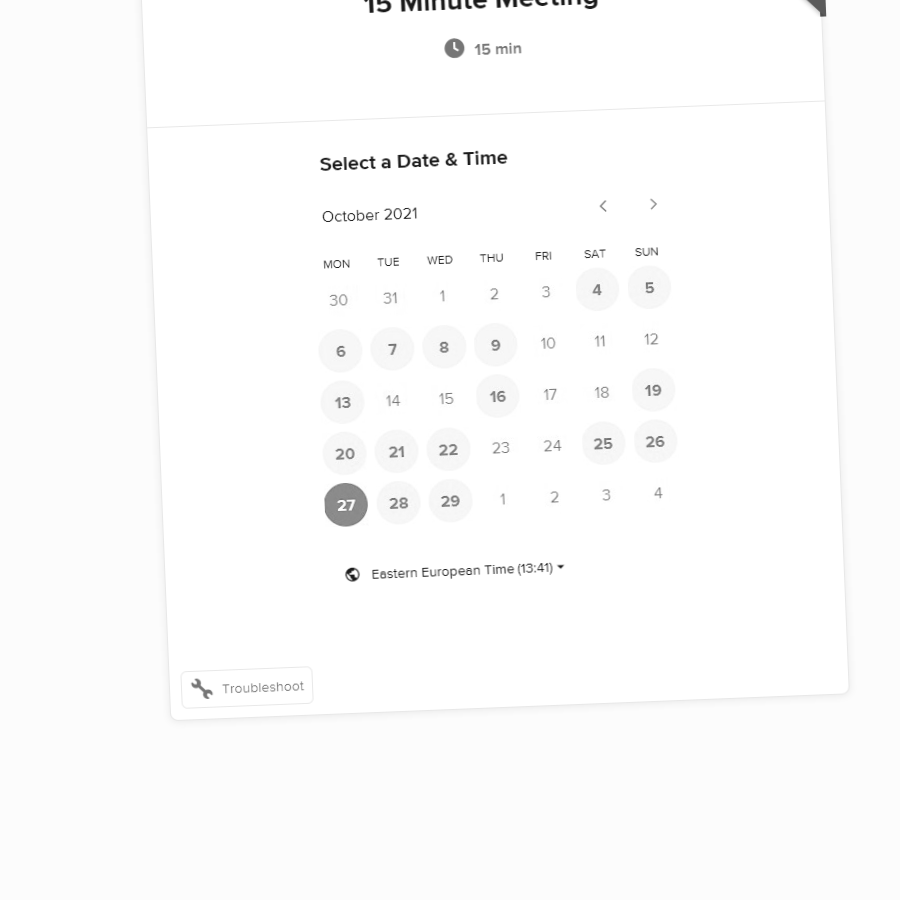 15 Minute Meeting
15 min
Select a Date & Time
October 2021
MON TUE WED THU FRI SAT SUN
30 31 1 2 3 4 5
6 7 8 9 10 11 12
13 14 15 16 17 18 19
20 21 22 23 24 25 26
27 28 29 1 2 3 4
Eastern European Time (13:41)
Troubleshoot